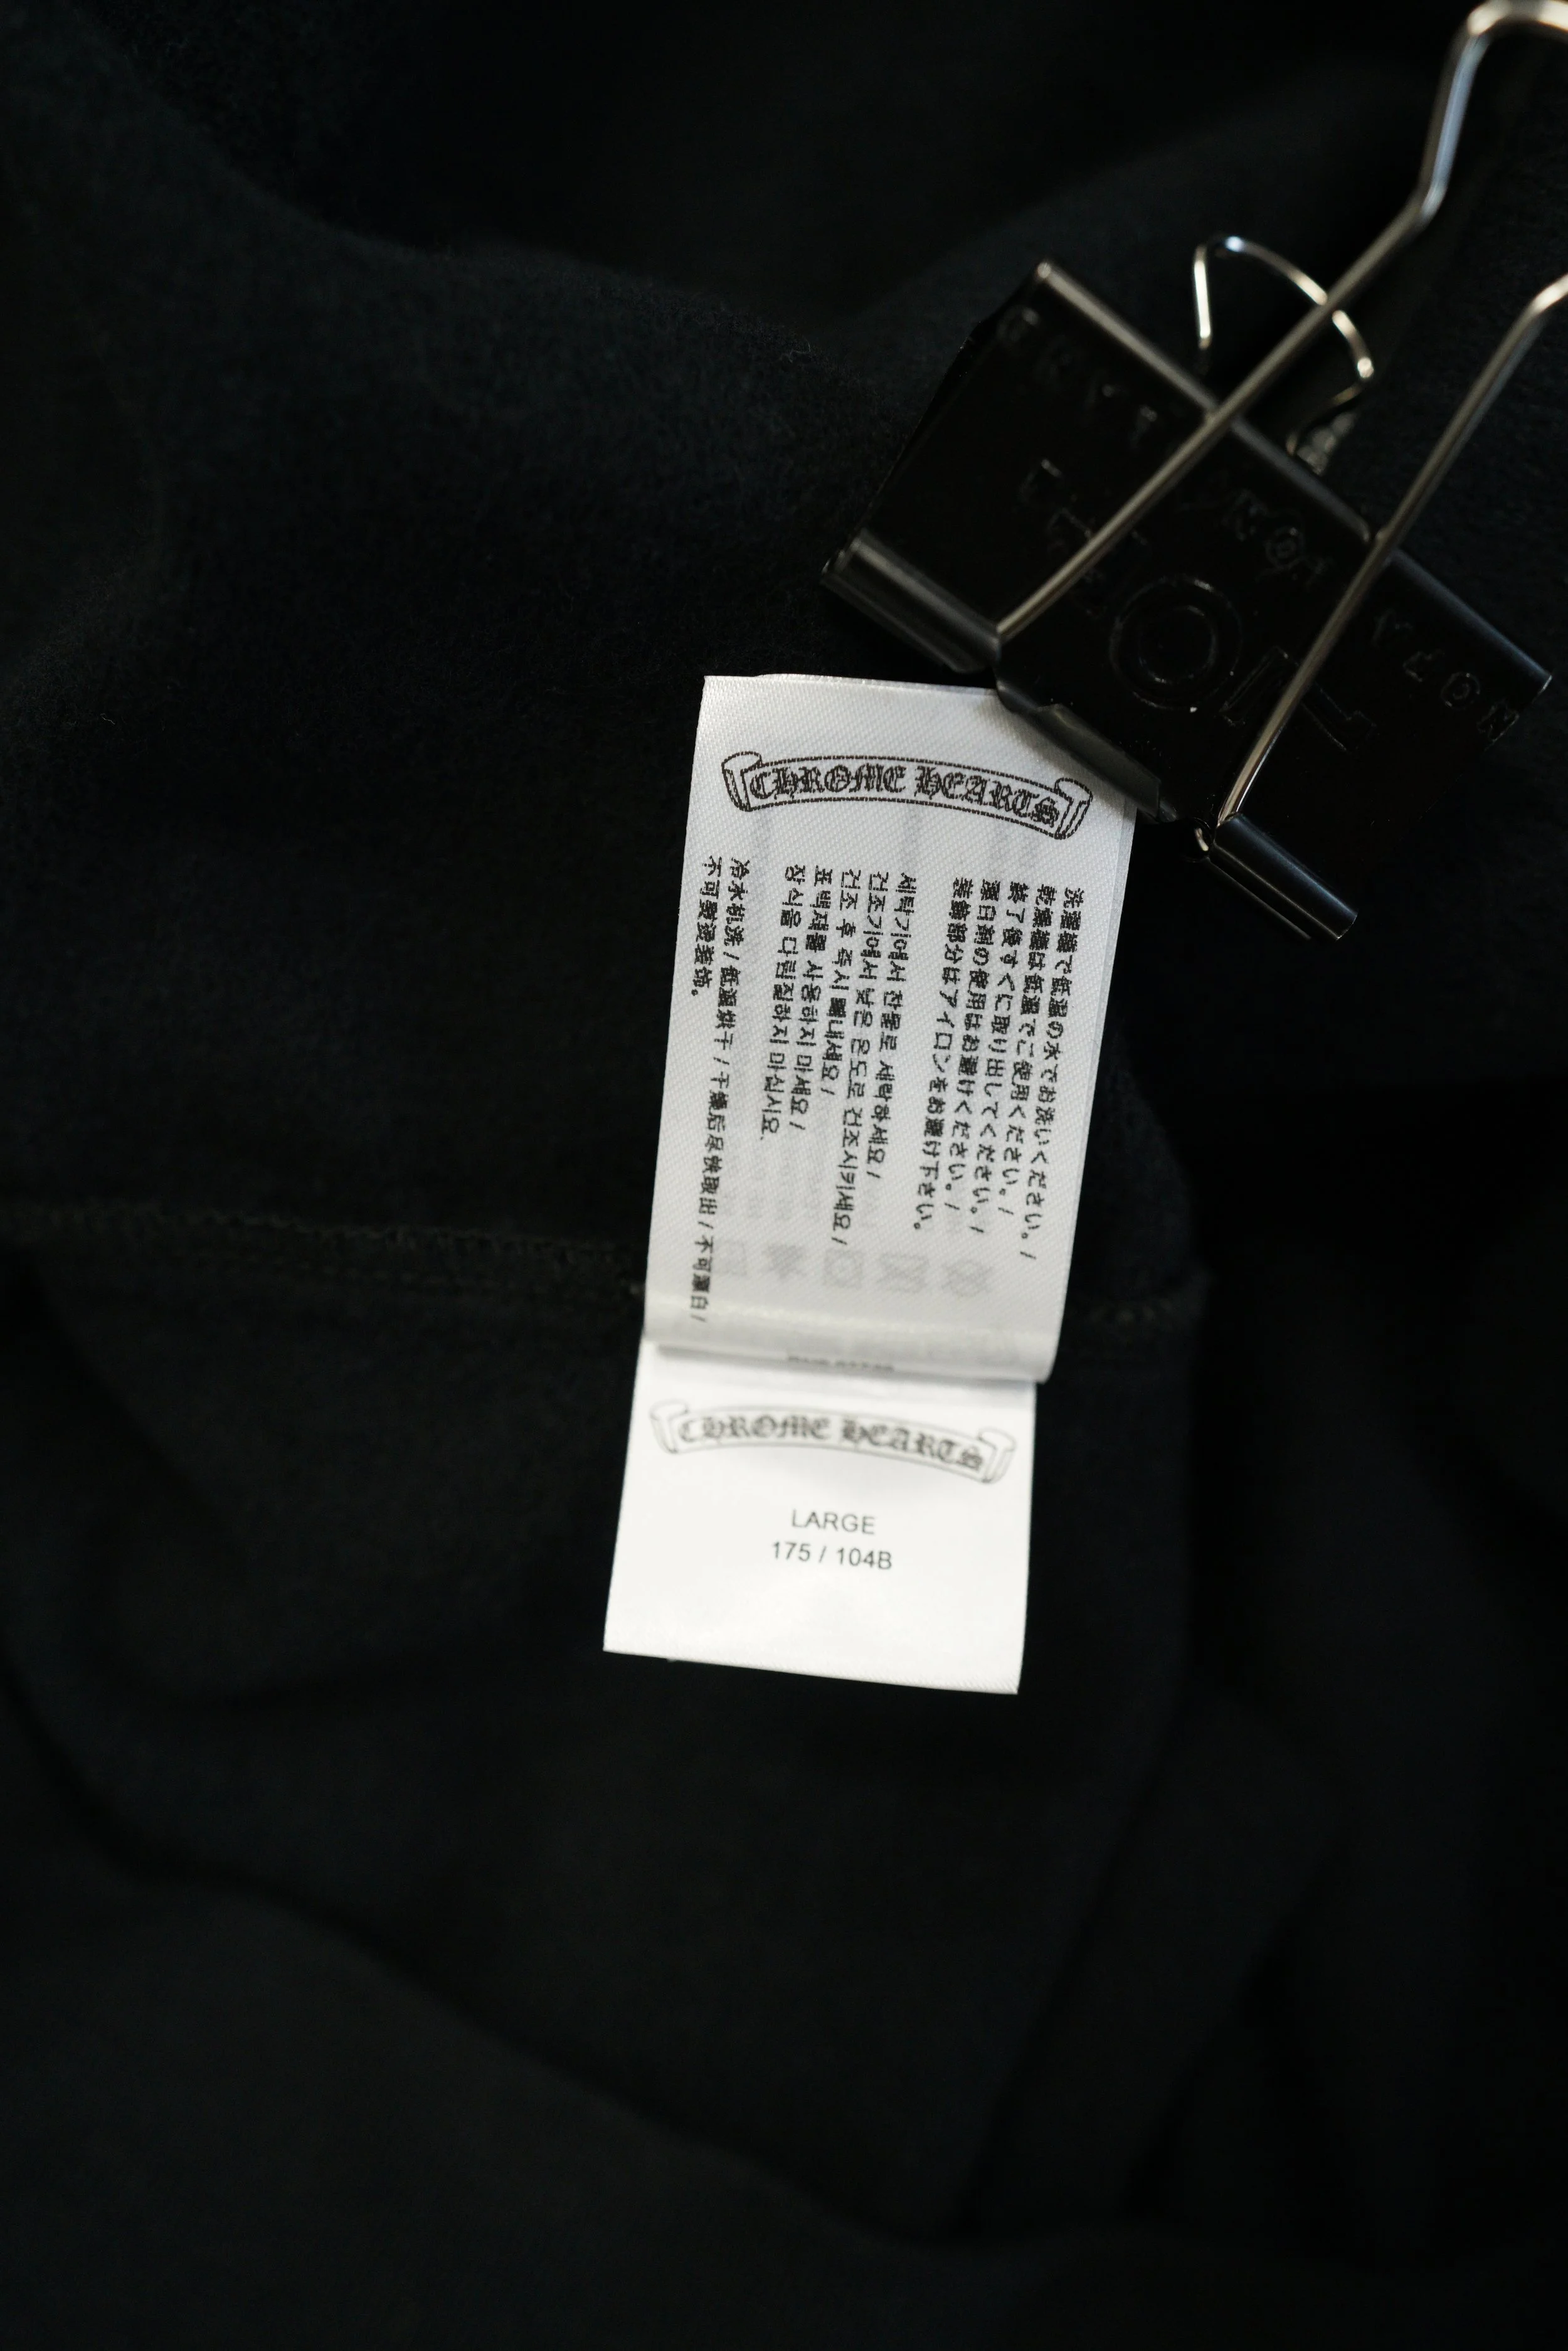 CHROME HEARTS
洗濯機で低温の水でお洗いください。/
乾燥機は低温でご使用ください。/
終了後すぐに取り出してください。/
漂白剤の使用はお避けください。/
装飾部分はアイロンをお避け下さい。
세탁기에서 찬물로 세탁하세요 /
건조기에서 낮은 온도로 건조시키세요 /
건조 후 즉시 빼내세요 /
표백제를 사용하지 마세요 /
장식을 다림질하지 마십시요.
冷水机洗 / 低温烘干 / 干燥后尽快取出 / 不可漂白 /
不可熨烫装饰。
CHROME HEARTS
LARGE
175 / 104B